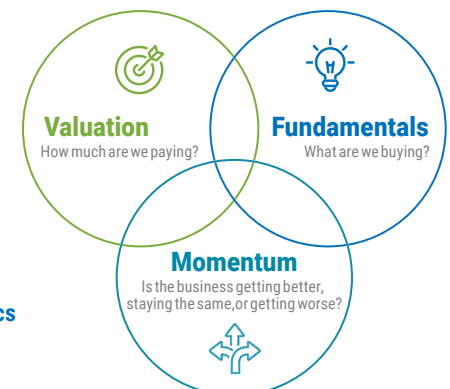 Valuation
How much are we paying?
Fundamentals
What are we buying?
Momentum
Is the business getting better,
staying the same, or getting worse?